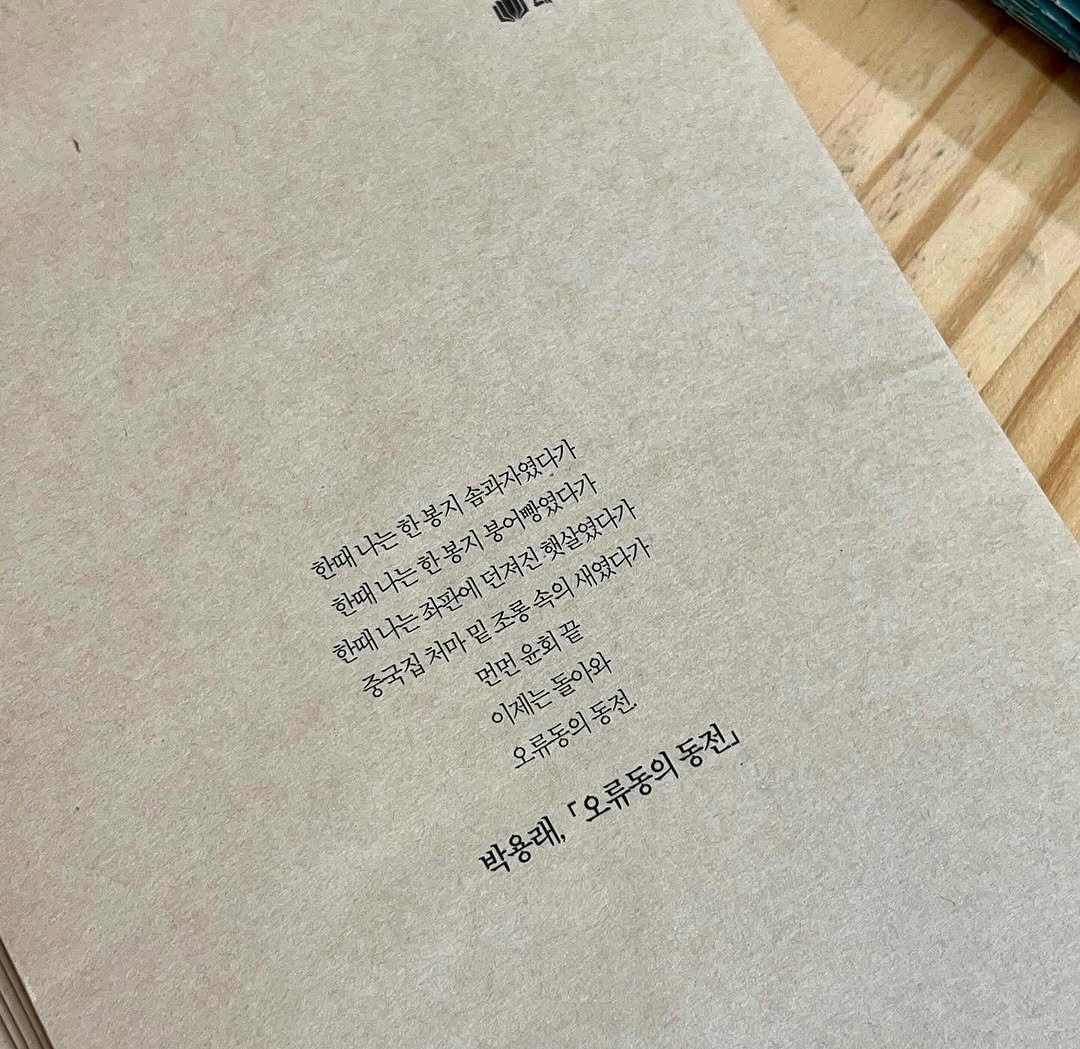 한때 나는 한 봉지 솜과자였다가
한때 나는 한 봉지 붕어빵였다가
한때 나는 좌판에 던져진 햇살였다가
중국집 처마 밑 조롱 속의 새였다가
먼먼 윤회 끝
이제는 돌아와
오류동의 동전.
박용래, 「오류동의 동전」